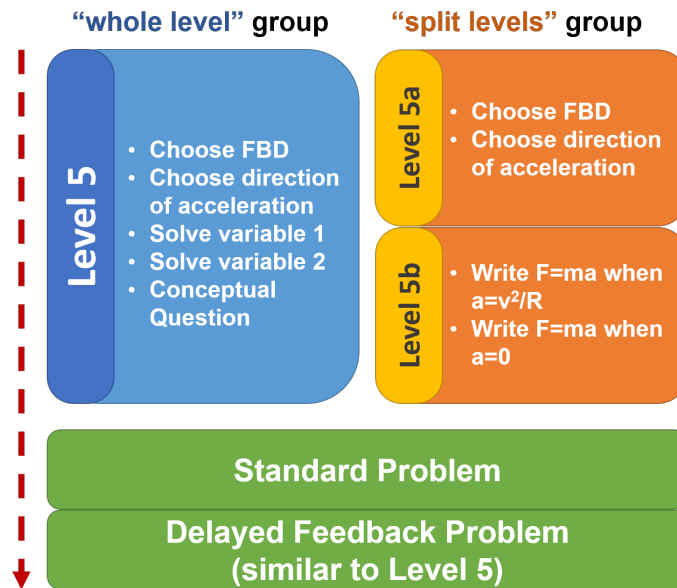 “whole level” group
“split levels” group
Level 5
• Choose FBD
• Choose direction
of acceleration
• Solve variable 1
• Solve variable 2
• Conceptual
Question
Level 5a
• Choose FBD
• Choose direction
of acceleration
Level 5b
• Write F=ma when
a=v²/R
• Write F=ma when
a=0
Standard Problem
Delayed Feedback Problem
(similar to Level 5)